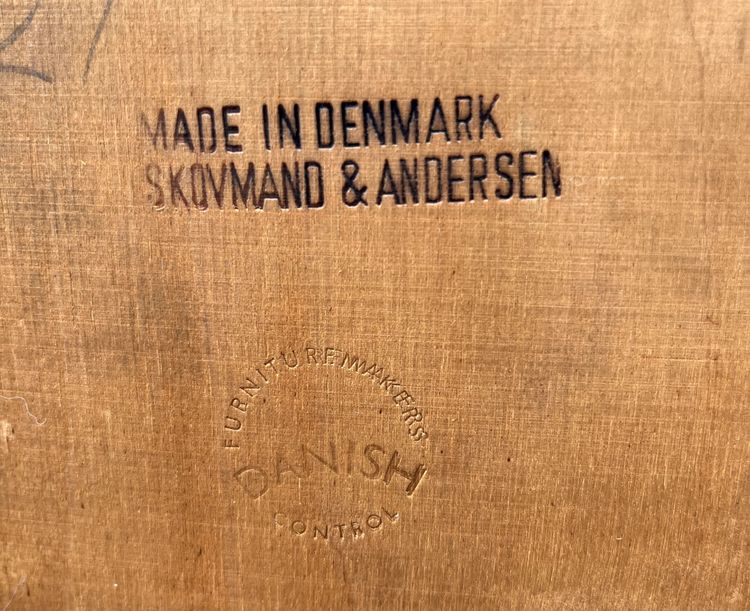 MADE IN DENMARK
SKOVMAND & ANDERSEN
FURNITUREMAKERS
DANISH
CONTROL